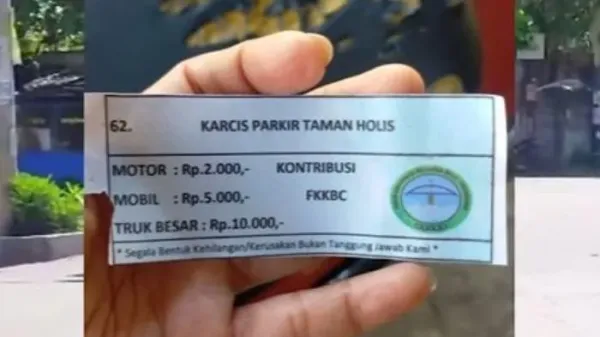 62. KARCIS PARKIR TAMAN HOLIS
MOTOR : Rp.2.000,- KONTRIBUSI
MOBIL : Rp.5.000,- FKKBC
TRUK BESAR : Rp.10.000,-
* Segala Bentuk Kehilangan/Kerusakan Bukan Tanggung Jawab Kami *